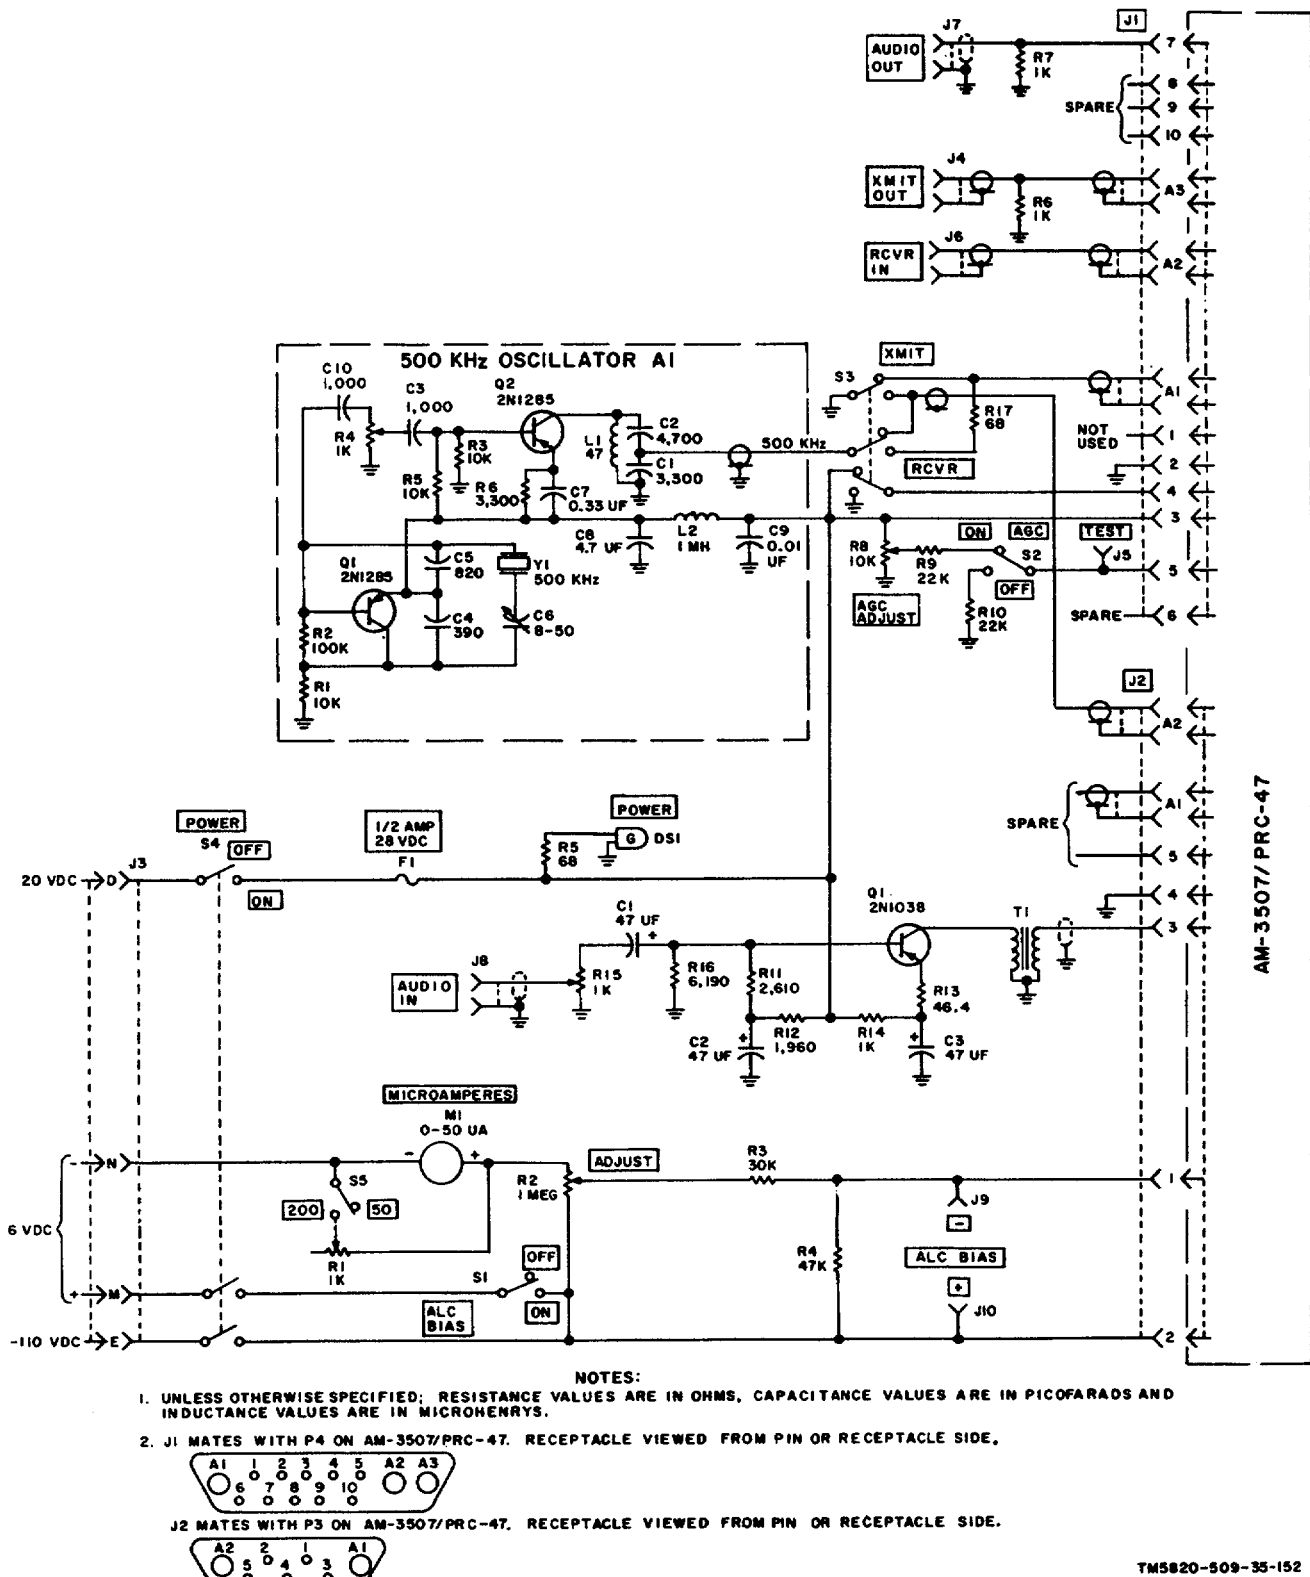 J7
AUDIO OUT
R7
1K
J1
7
8
SPARE
9
10
J4
XMIT OUT
R6
1K
A3
J6
RCVR IN
A2
500 KHz OSCILLATOR A1
C10
1,000
C3
1,000
Q2
2N1285
R4
1K
R3
10K
R5
10K
R6
3,300
C7
0.33 UF
L1
47
C2
4,700
C1
3,300
500 KHz
XMIT
S3
R17
68
A1
NOT USED
1
2
RCVR
4
3
C8
4.7 UF
L2
1 MH
C9
0.01
UF
R8
10K
R9
22K
ON
AGC
S2
OFF
TEST
J5
5
AGC ADJUST
R10
22K
SPARE
6
Q1
2N1285
C5
820
Y1
500 KHz
C4
390
C6
8-50
R2
100K
R1
10K
J2
A2
SPARE
A1
5
4
3
AM-3507/PRC-47
POWER
S4
OFF
ON
1/2 AMP
28 VDC
F1
POWER
G
DS1
R5
68
20 VDC
D
J3
C1
47 UF
+
Q1
2N1038
T1
J8
AUDIO IN
R15
1K
R16
6,190
R11
2,610
R13
46.4
C2
47 UF
+
R12
1,960
R14
1K
+
C3
47 UF
MICROAMPERES
M1
0-50 UA
-
+
- N
S5
200
50
R2
1 MEG
ADJUST
R3
30K
1
J9
-
6 VDC
R1
1K
R4
47K
ALC BIAS
+
J10
OFF
S1
ON
ALC BIAS
+ M
-110 VDC
E
2
NOTES:
1. UNLESS OTHERWISE SPECIFIED; RESISTANCE VALUES ARE IN OHMS, CAPACITANCE VALUES ARE IN PICOFARADS AND
INDUCTANCE VALUES ARE IN MICROHENRYS.
2. J1 MATES WITH P4 ON AM-3507/PRC-47. RECEPTACLE VIEWED FROM PIN OR RECEPTACLE SIDE.
A1 1 2 3 4 5 A2 A3
6 7 8 9 10
J2 MATES WITH P3 ON AM-3507/PRC-47. RECEPTACLE VIEWED FROM PIN OR RECEPTACLE SIDE.
A2 2 1 A1
5 4 3
TM5820-509-35-152